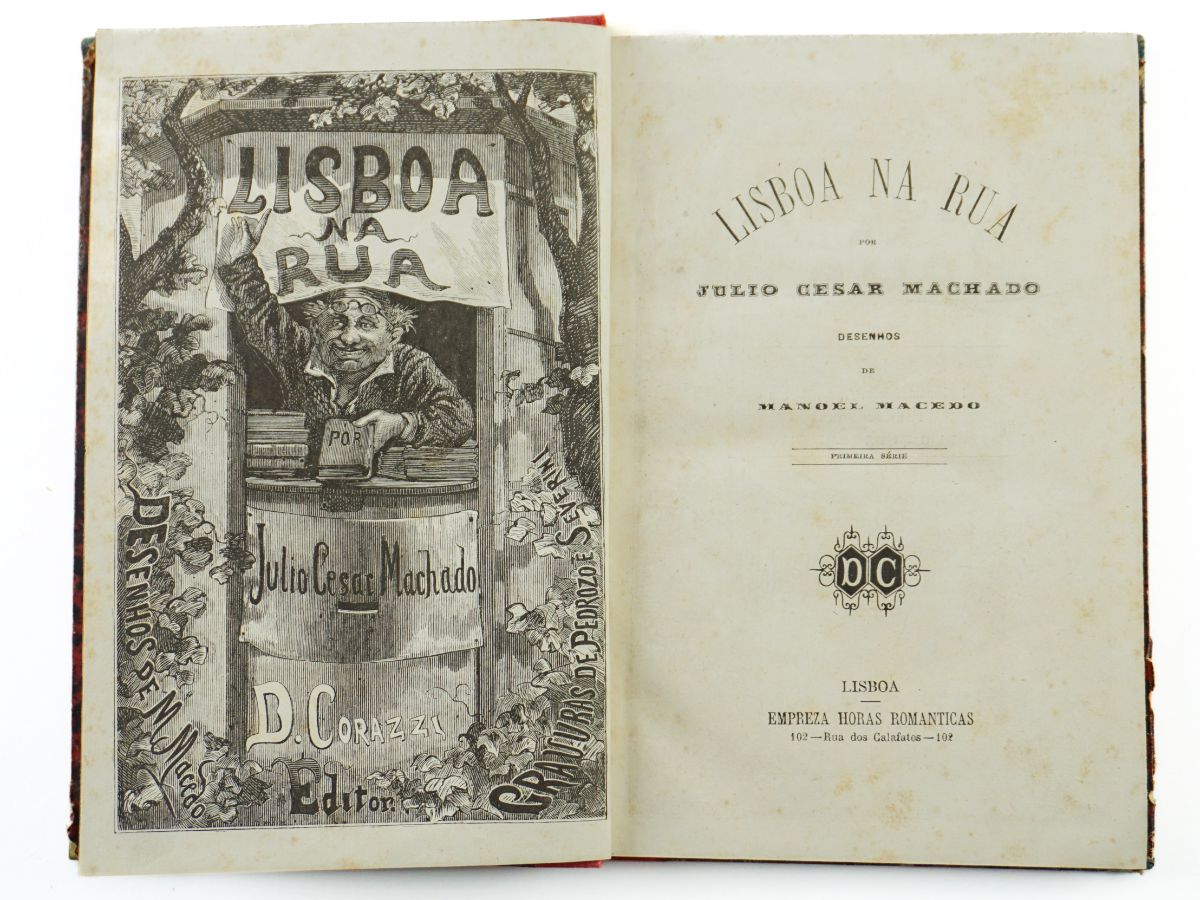 LISBOA
NA
RUA
POR
Julio Cesar Machado
D. CORAZZI
Editor.
DESENHOS DE M. Macedo
GRAVURAS DE PEDROZO E SEVERINI
LISBOA NA RUA
POR
JULIO CESAR MACHADO
DESENHOS
DE
MANOEL MACEDO
PRIMEIRA SÉRIE
DC
LISBOA
EMPREZA HORAS ROMANTICAS
102—Rua dos Calafates—102